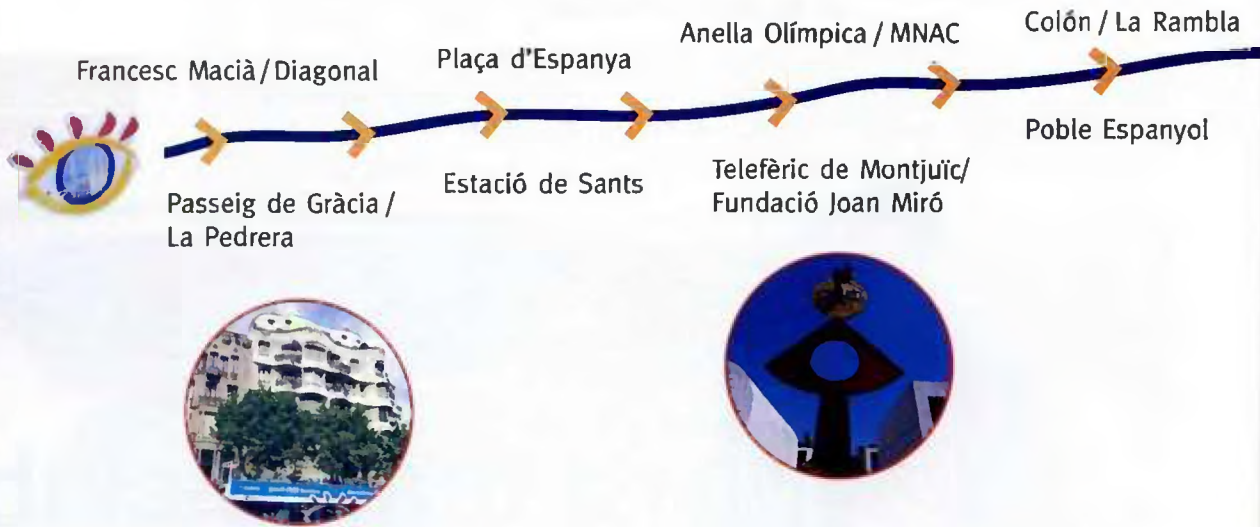 Francesc Macià / Diagonal
Plaça d'Espanya
Anella Olímpica / MNAC
Colón / La Rambla
Passeig de Gràcia /
La Pedrera
Estació de Sants
Telefèric de Montjuïc/
Fundació Joan Miró
Poble Espanyol